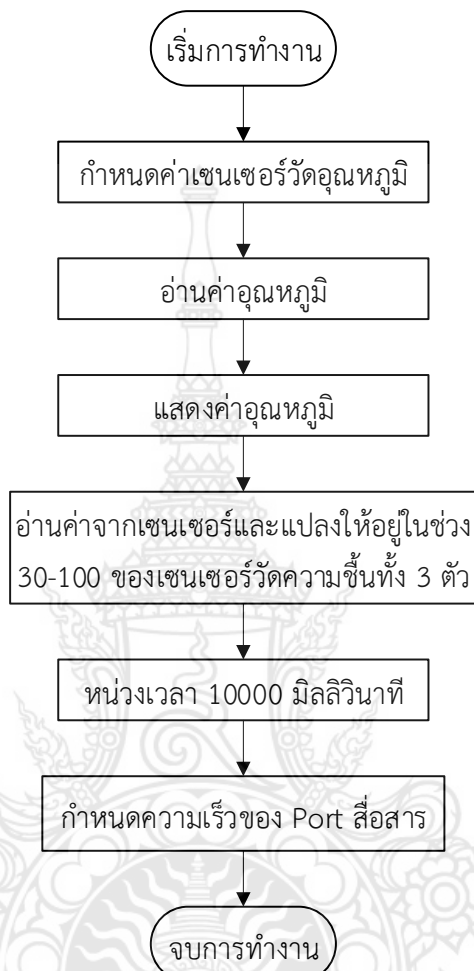 เริ่มการทำงาน
กำหนดค่าเซนเซอร์วัดอุณหภูมิ
อ่านค่าอุณหภูมิ
แสดงค่าอุณหภูมิ
อ่านค่าจากเซนเซอร์และแปลงให้อยู่ในช่วง
30-100 ของเซนเซอร์วัดความชื้นทั้ง 3 ตัว
หน่วงเวลา 10000 มิลลิวินาที
กำหนดความเร็วของ Port สื่อสาร
จบการทำงาน